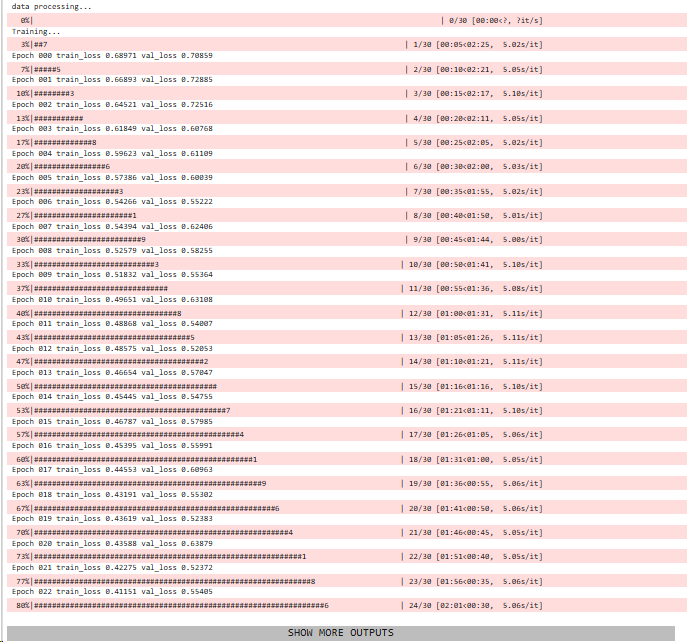 data processing...
0%| | 0/30 [00:00<?, ?it/s]
Training...
3%|##7 | 1/30 [00:05<02:25, 5.02s/it]
Epoch 000 train_loss 0.68971 val_loss 0.70859
7%|#####5 | 2/30 [00:10<02:21, 5.05s/it]
Epoch 001 train_loss 0.66893 val_loss 0.72885
10%|########3 | 3/30 [00:15<02:17, 5.10s/it]
Epoch 002 train_loss 0.64521 val_loss 0.72516
13%|########### | 4/30 [00:20<02:11, 5.05s/it]
Epoch 003 train_loss 0.61849 val_loss 0.60768
17%|#############8 | 5/30 [00:25<02:05, 5.02s/it]
Epoch 004 train_loss 0.59623 val_loss 0.61109
20%|################6 | 6/30 [00:30<02:00, 5.03s/it]
Epoch 005 train_loss 0.57386 val_loss 0.60039
23%|###################3 | 7/30 [00:35<01:55, 5.02s/it]
Epoch 006 train_loss 0.54266 val_loss 0.55222
27%|######################1 | 8/30 [00:40<01:50, 5.01s/it]
Epoch 007 train_loss 0.54394 val_loss 0.62406
30%|########################9 | 9/30 [00:45<01:44, 5.00s/it]
Epoch 008 train_loss 0.52579 val_loss 0.58255
33%|###########################3 | 10/30 [00:50<01:41, 5.10s/it]
Epoch 009 train_loss 0.51832 val_loss 0.55364
37%|############################## | 11/30 [00:55<01:36, 5.08s/it]
Epoch 010 train_loss 0.49651 val_loss 0.63108
40%|################################8 | 12/30 [01:00<01:31, 5.11s/it]
Epoch 011 train_loss 0.48868 val_loss 0.54007
43%|###################################5 | 13/30 [01:05<01:26, 5.11s/it]
Epoch 012 train_loss 0.48575 val_loss 0.52053
47%|######################################2 | 14/30 [01:10<01:21, 5.11s/it]
Epoch 013 train_loss 0.46654 val_loss 0.57047
50%|######################################### | 15/30 [01:16<01:16, 5.10s/it]
Epoch 014 train_loss 0.45445 val_loss 0.54755
53%|###########################################7 | 16/30 [01:21<01:11, 5.10s/it]
Epoch 015 train_loss 0.46787 val_loss 0.57985
57%|##############################################4 | 17/30 [01:26<01:05, 5.06s/it]
Epoch 016 train_loss 0.45395 val_loss 0.55991
60%|#################################################1 | 18/30 [01:31<01:00, 5.05s/it]
Epoch 017 train_loss 0.44553 val_loss 0.60963
63%|###################################################9 | 19/30 [01:36<00:55, 5.06s/it]
Epoch 018 train_loss 0.43191 val_loss 0.55302
67%|######################################################6 | 20/30 [01:41<00:50, 5.06s/it]
Epoch 019 train_loss 0.43619 val_loss 0.52383
70%|#########################################################4 | 21/30 [01:46<00:45, 5.05s/it]
Epoch 020 train_loss 0.43588 val_loss 0.63879
73%|############################################################1 | 22/30 [01:51<00:40, 5.05s/it]
Epoch 021 train_loss 0.42275 val_loss 0.52372
77%|##############################################################8 | 23/30 [01:56<00:35, 5.06s/it]
Epoch 022 train_loss 0.41151 val_loss 0.55405
80%|#################################################################6 | 24/30 [02:01<00:30, 5.06s/it]
SHOW MORE OUTPUTS